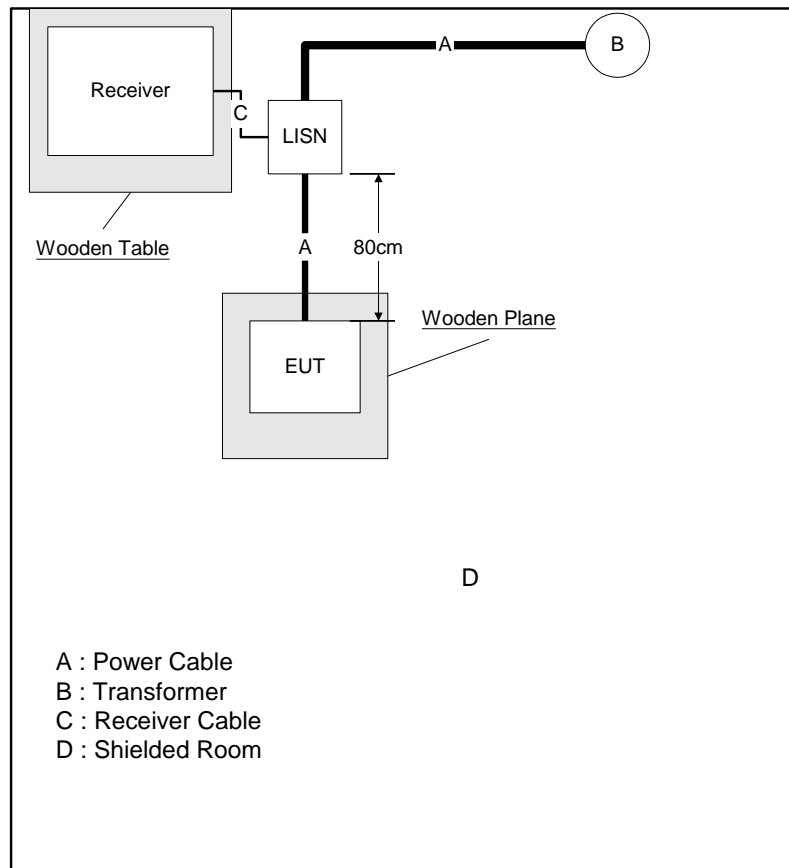 A
B
Receiver
C
LISN
Wooden Table
A
80cm
Wooden Plane
EUT
D
A : Power Cable
B : Transformer
C : Receiver Cable
D : Shielded Room